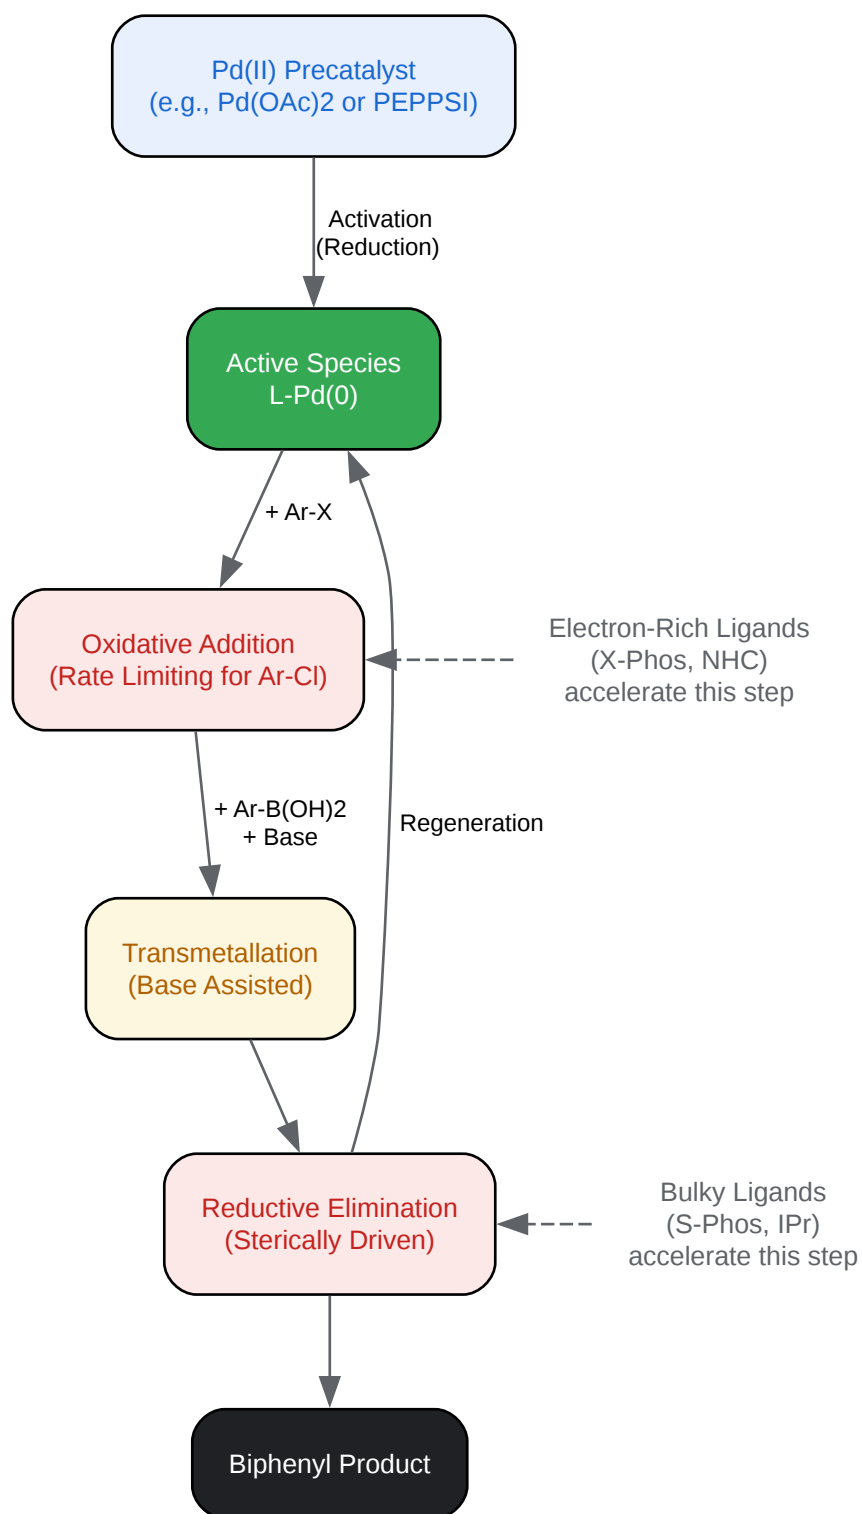 Pd(II) Precatalyst
(e.g., Pd(OAc)2 or PEPPSI)
Activation
(Reduction)
Active Species
L-Pd(0)
+ Ar-X
Oxidative Addition
(Rate Limiting for Ar-Cl)
Electron-Rich Ligands
(X-Phos, NHC)
accelerate this step
+ Ar-B(OH)2
+ Base
Regeneration
Transmetallation
(Base Assisted)
Reductive Elimination
(Sterically Driven)
Bulky Ligands
(S-Phos, IPr)
accelerate this step
Biphenyl Product